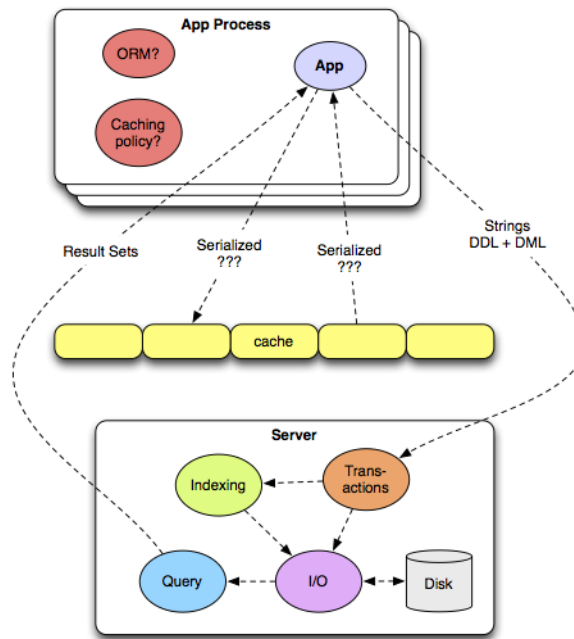 App Process
ORM?
App
Caching
policy?
Result Sets
Serialized
???
Serialized
???
Strings
DDL + DML
cache
Server
Indexing
Trans-
actions
Query
I/O
Disk